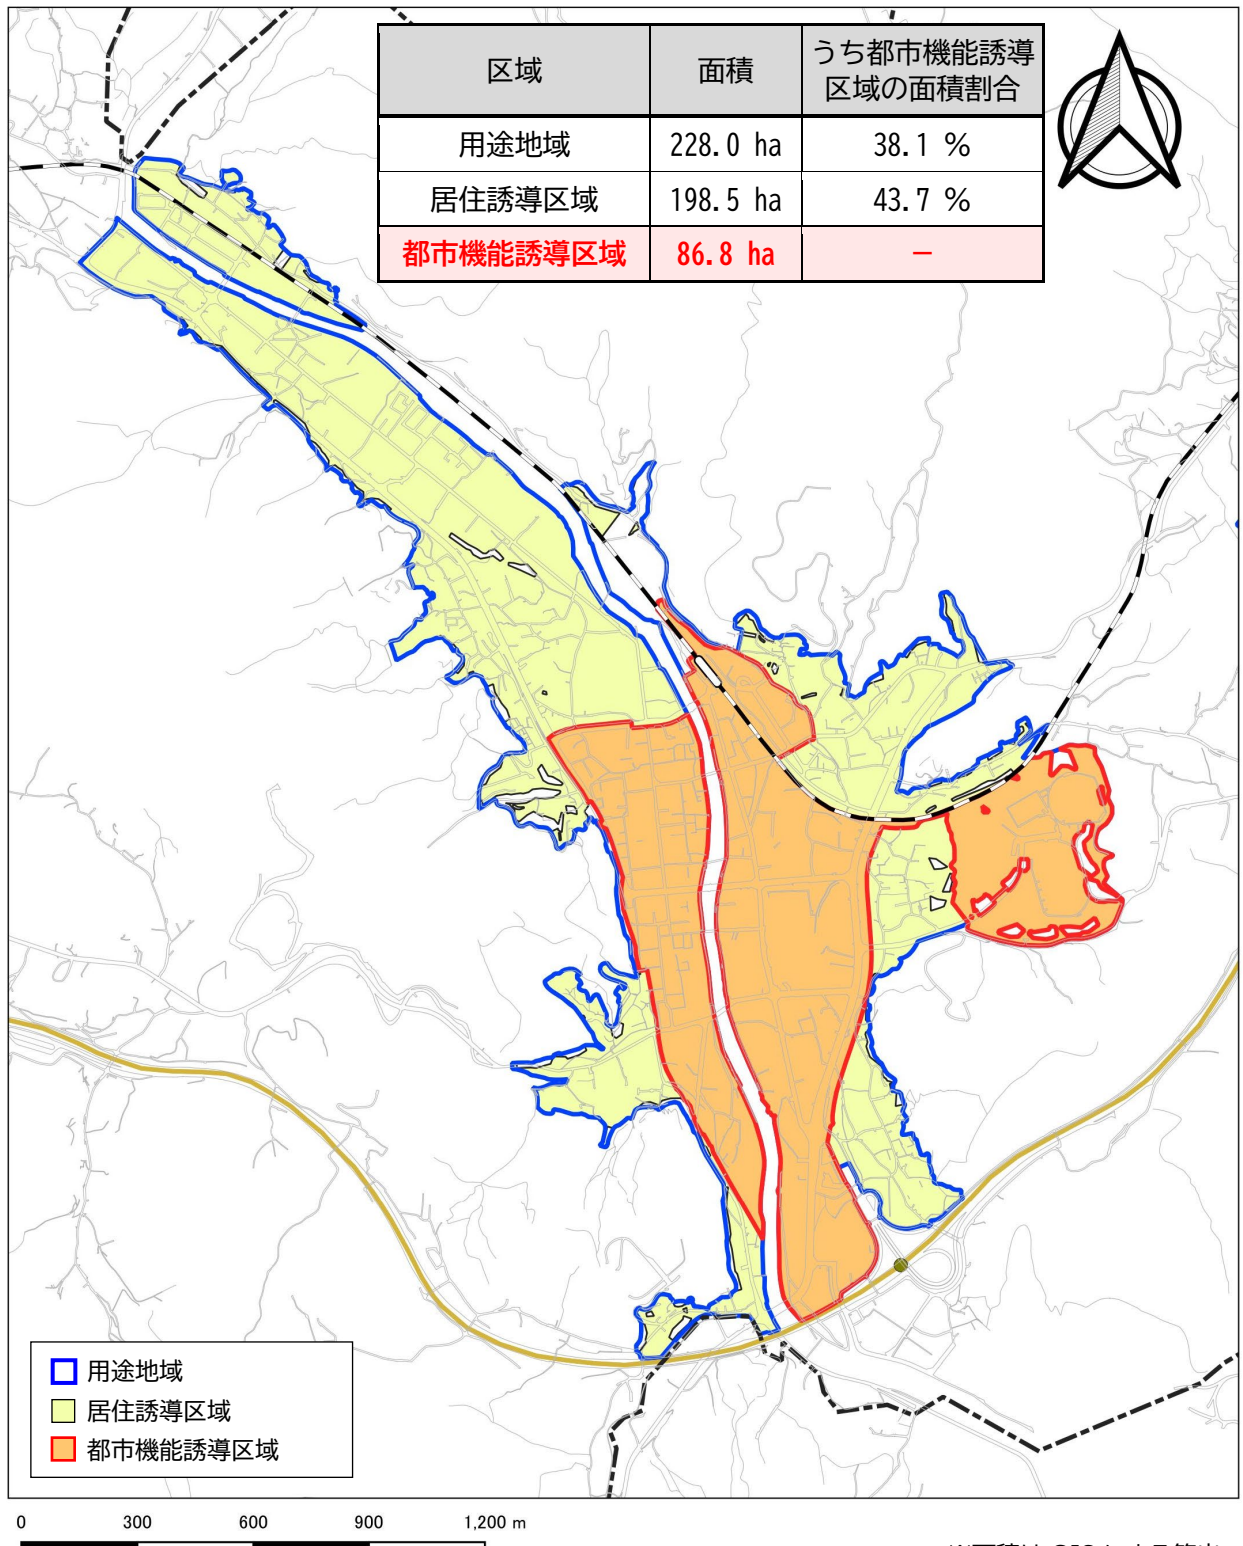 区域 面積 うち都市機能誘導
区域の面積割合
用途地域 228.0 ha 38.1 %
居住誘導区域 198.5 ha 43.7 %
都市機能誘導区域 86.8 ha －
用途地域
居住誘導区域
都市機能誘導区域
0 300 600 900 1,200 m